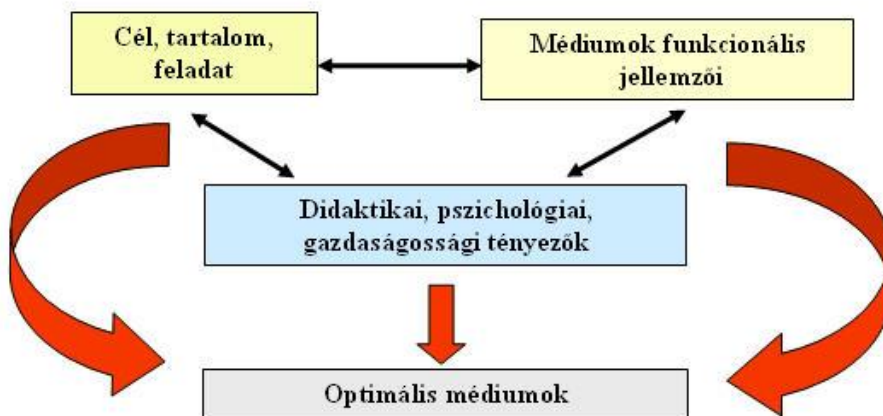 Cél, tartalom,
feladat
Médiumok funkcionális
jellemzői
Didaktikai, pszichológiai,
gazdaságossági tényezők
Optimális médiumok